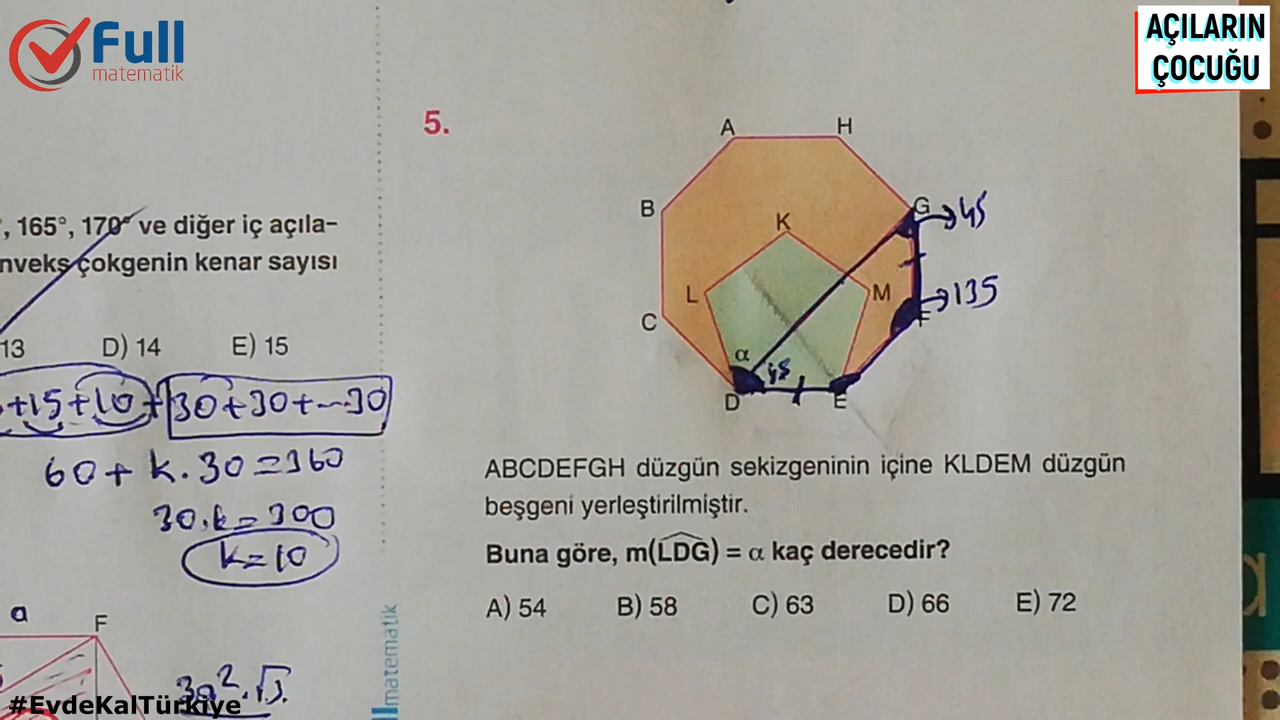 Full
matematik
AÇILARIN
ÇOCUĞU
5.
A
H
B
G
45
K
L
M
135
C
F
α
45
D
E
, 165°, 170° ve diğer iç açıla-
nveks çokgenin kenar sayısı
13 D) 14 E) 15
+15+10+30+30+...30
60+k.30=360
30.k=300
k=10
a
F
3a².√3.
ABCDEFGH düzgün sekizgeninin içine KLDEM düzgün
beşgeni yerleştirilmiştir.
Buna göre, m(LDG) = α kaç derecedir?
A) 54 B) 58 C) 63 D) 66 E) 72
matematik
#EvdeKalTürkiye